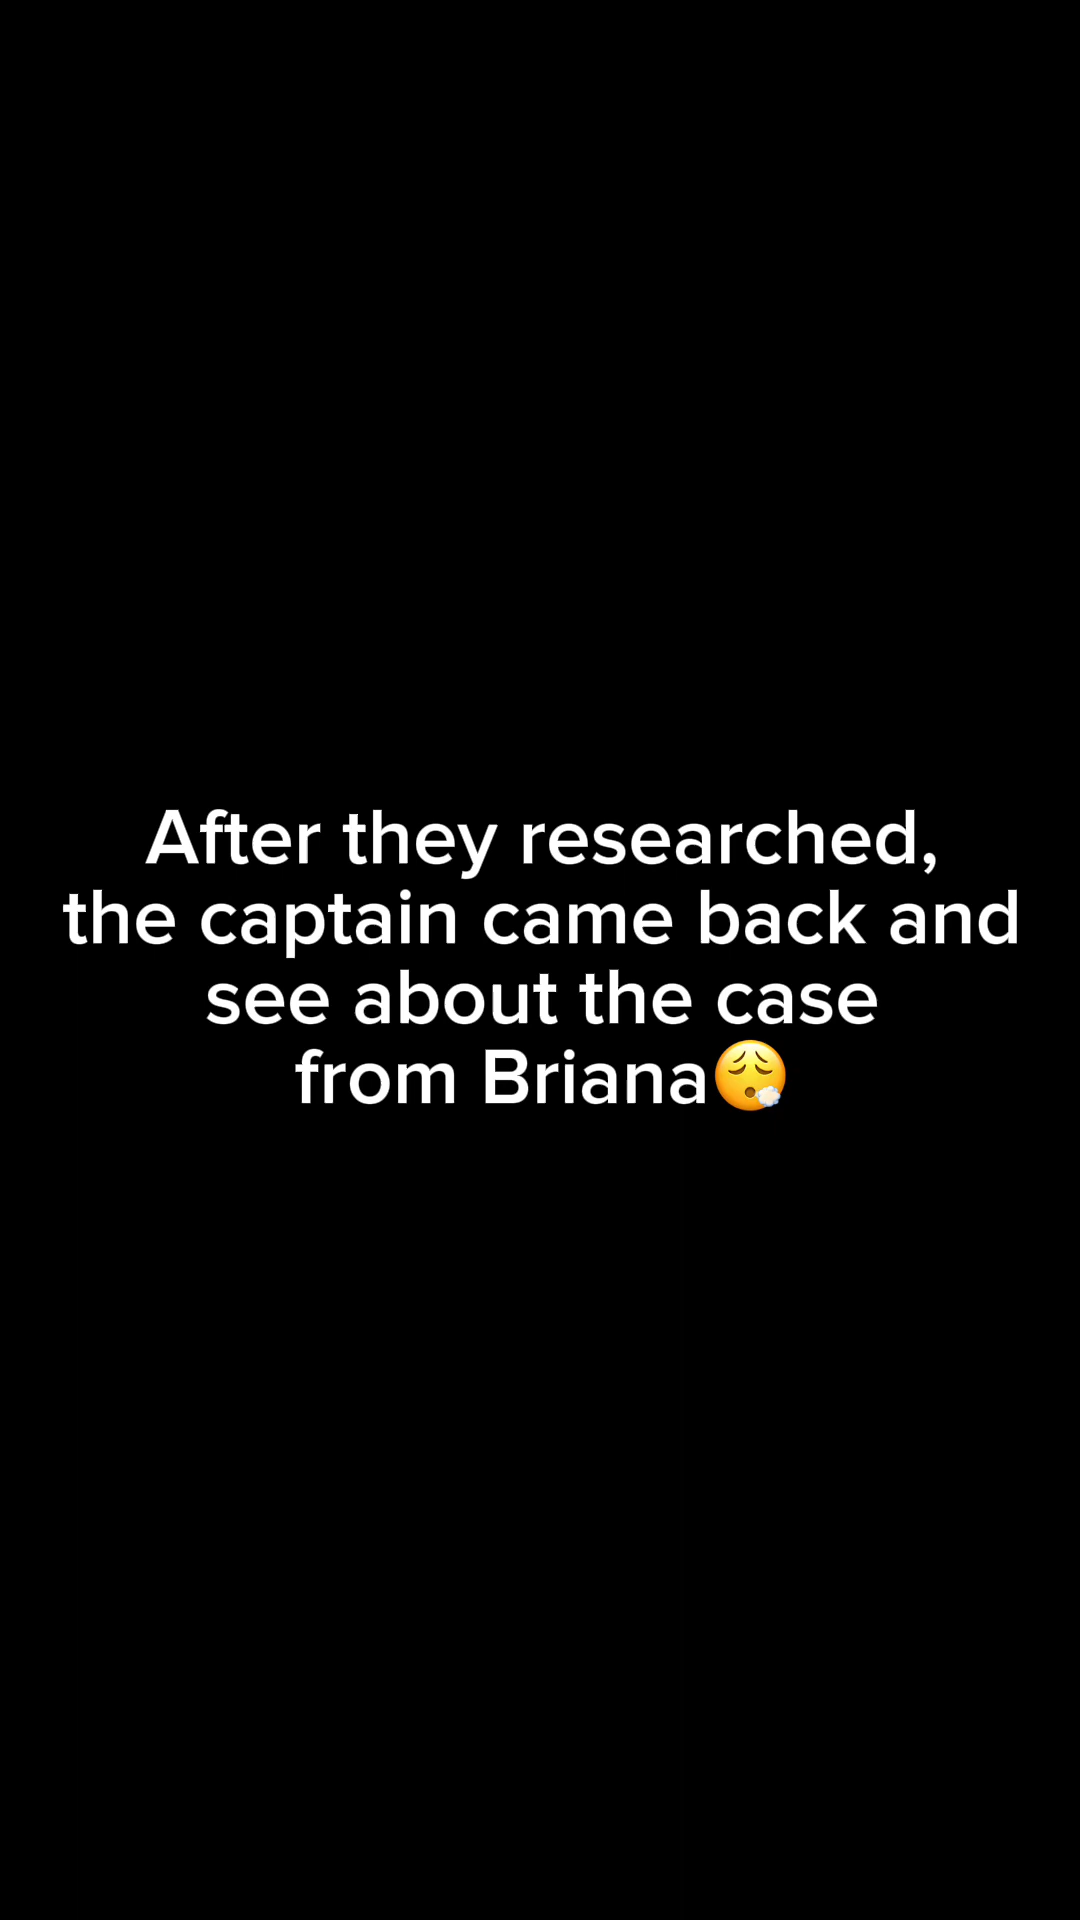 After they researched,
the captain came back and
see about the case
from Briana😮‍💨